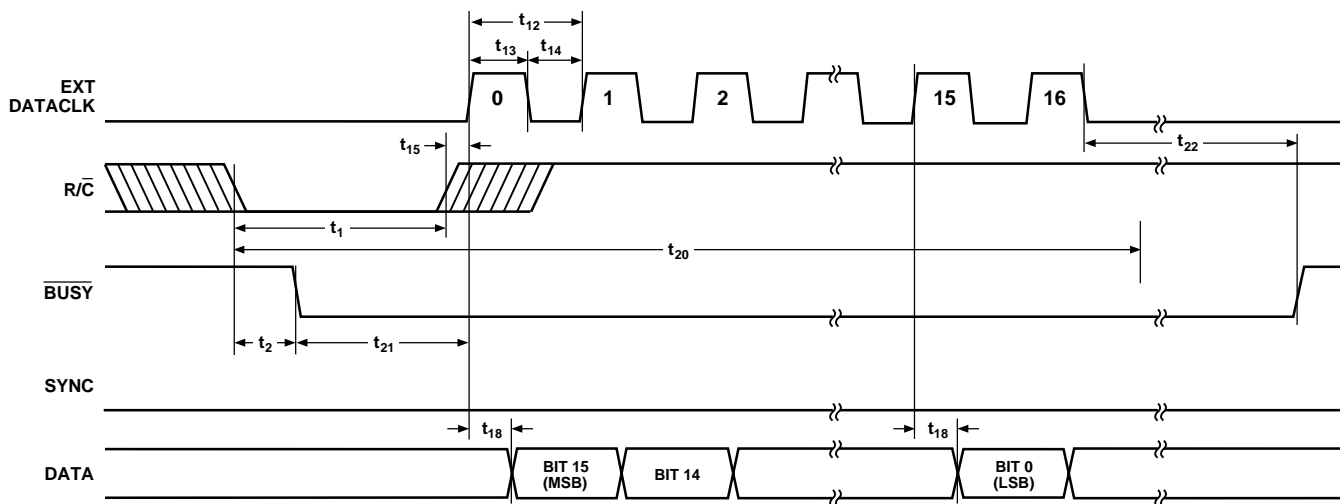 t12
t13
t14
EXT
DATACLK
0
1
2
15
16
t15
t22
R/C̅
t1
t20
B̅U̅S̅Y̅
t2
t21
SYNC
t18
t18
DATA
BIT 15
(MSB)
BIT 14
BIT 0
(LSB)